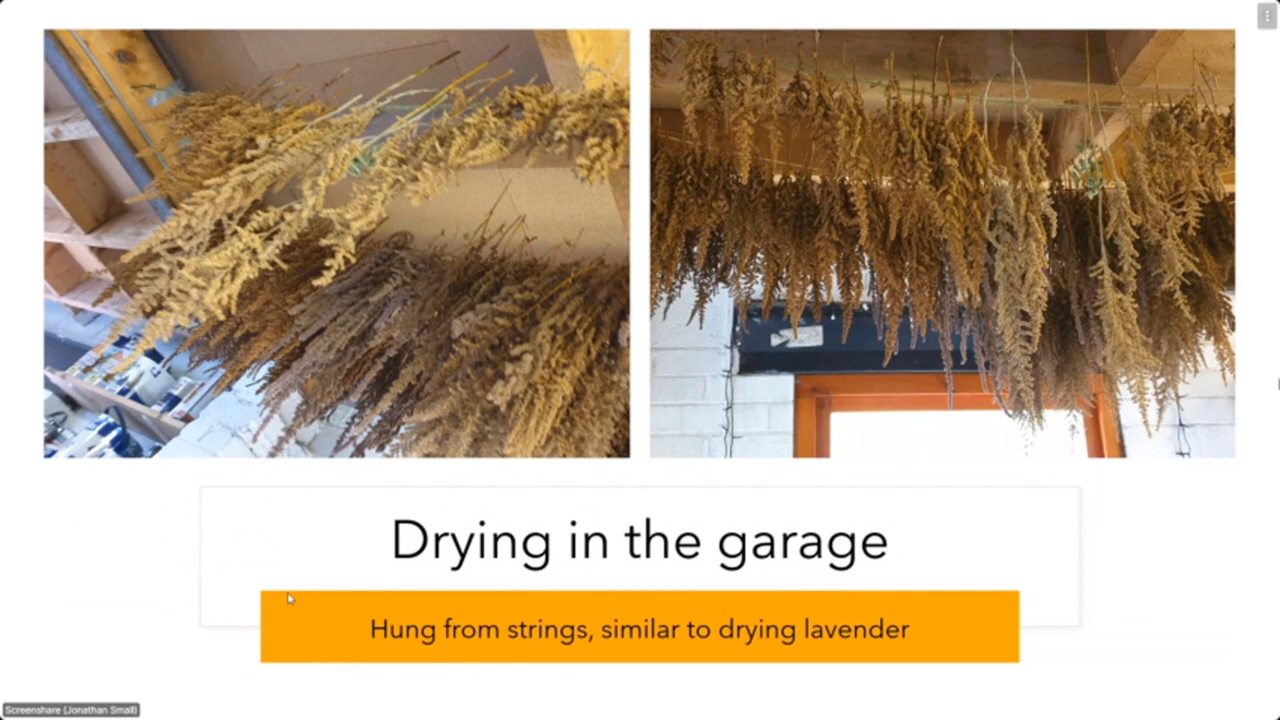 Drying in the garage
Hung from strings, similar to drying lavender
Screenshare (Jonathan Small)